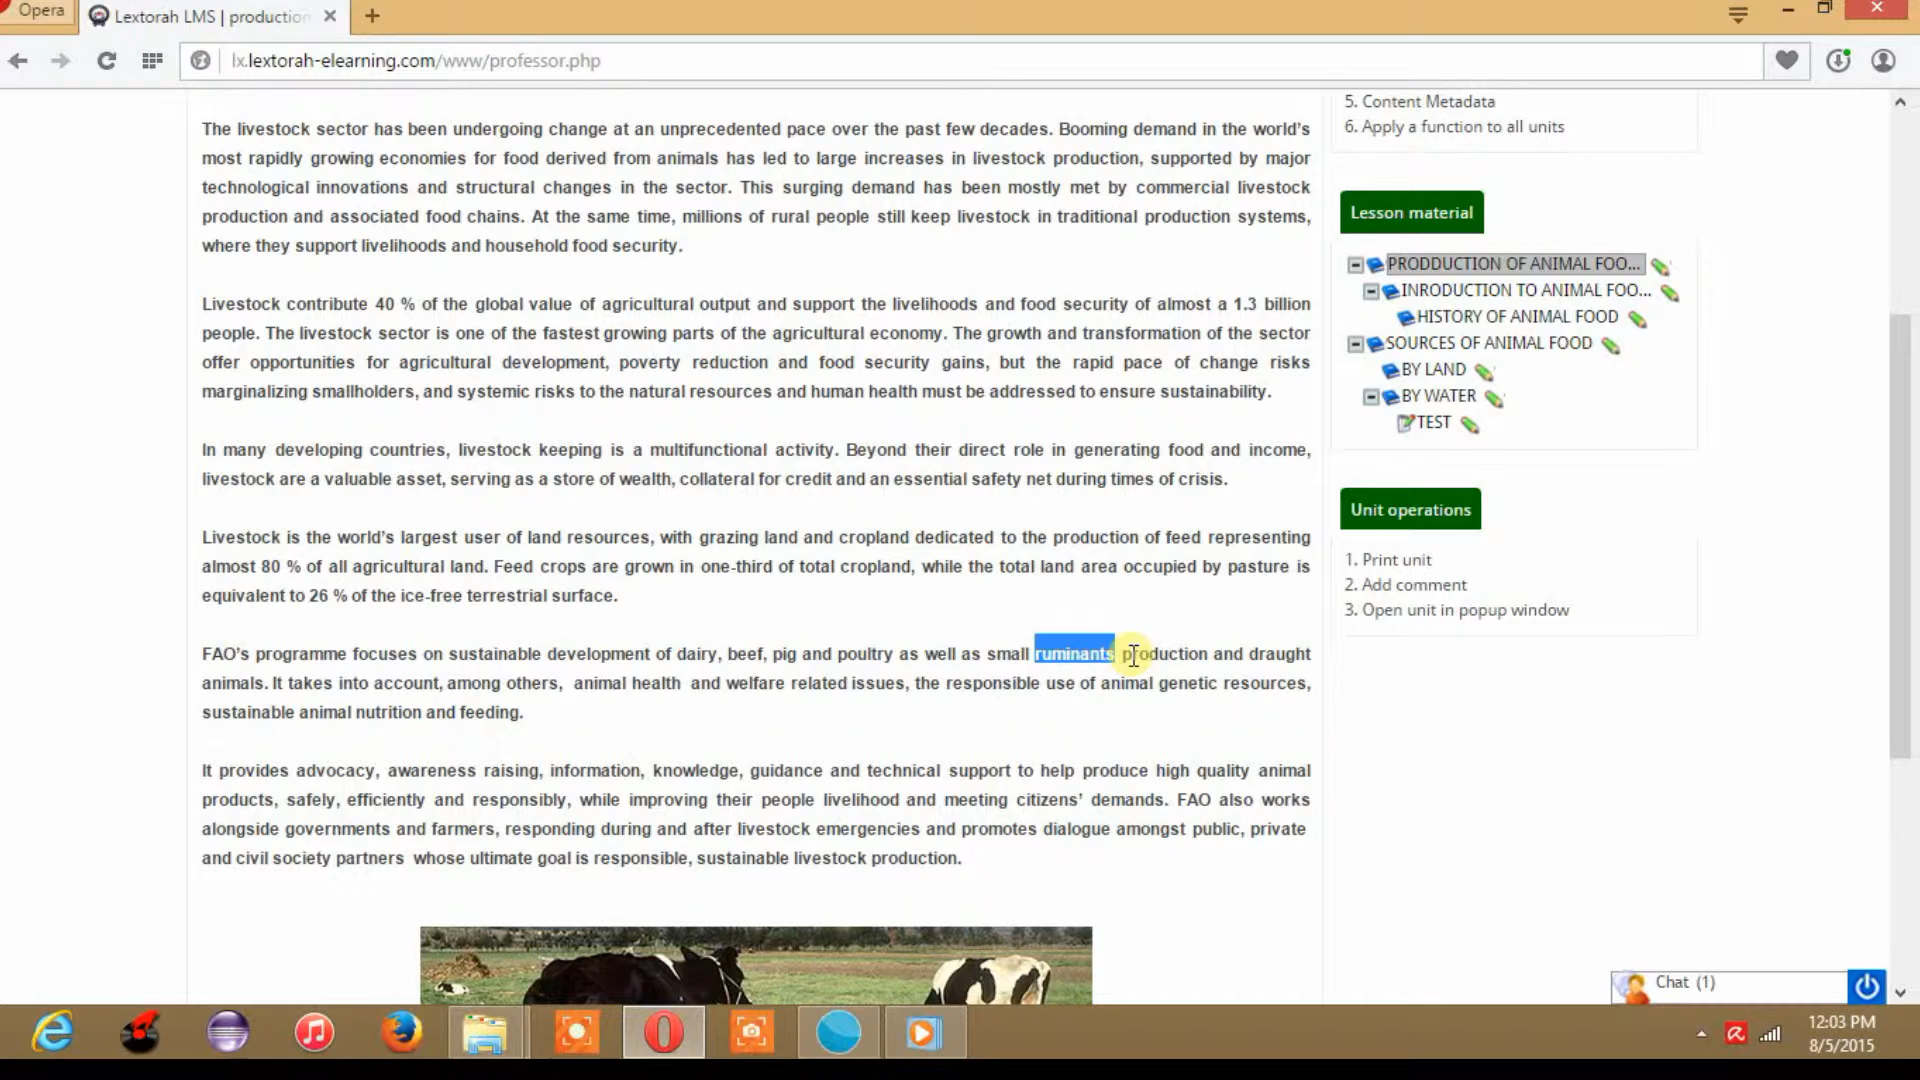 Opera
Lextorah LMS | production
lx.lextorah-elearning.com/www/professor.php
The livestock sector has been undergoing change at an unprecedented pace over the past few decades. Booming demand in the world's
most rapidly growing economies for food derived from animals has led to large increases in livestock production, supported by major
technological innovations and structural changes in the sector. This surging demand has been mostly met by commercial livestock
production and associated food chains. At the same time, millions of rural people still keep livestock in traditional production systems,
where they support livelihoods and household food security.
Livestock contribute 40 % of the global value of agricultural output and support the livelihoods and food security of almost a 1.3 billion
people. The livestock sector is one of the fastest growing parts of the agricultural economy. The growth and transformation of the sector
offer opportunities for agricultural development, poverty reduction and food security gains, but the rapid pace of change risks
marginalizing smallholders, and systemic risks to the natural resources and human health must be addressed to ensure sustainability.
In many developing countries, livestock keeping is a multifunctional activity. Beyond their direct role in generating food and income,
livestock are a valuable asset, serving as a store of wealth, collateral for credit and an essential safety net during times of crisis.
Livestock is the world's largest user of land resources, with grazing land and cropland dedicated to the production of feed representing
almost 80 % of all agricultural land. Feed crops are grown in one-third of total cropland, while the total land area occupied by pasture is
equivalent to 26 % of the ice-free terrestrial surface.
FAO's programme focuses on sustainable development of dairy, beef, pig and poultry as well as small ruminants production and draught
animals. It takes into account, among others, animal health and welfare related issues, the responsible use of animal genetic resources,
sustainable animal nutrition and feeding.
It provides advocacy, awareness raising, information, knowledge, guidance and technical support to help produce high quality animal
products, safely, efficiently and responsibly, while improving their people livelihood and meeting citizens' demands. FAO also works
alongside governments and farmers, responding during and after livestock emergencies and promotes dialogue amongst public, private
and civil society partners whose ultimate goal is responsible, sustainable livestock production.
5. Content Metadata
6. Apply a function to all units
Lesson material
PRODDUCTION OF ANIMAL FOO...
INRODUCTION TO ANIMAL FOO...
HISTORY OF ANIMAL FOOD
SOURCES OF ANIMAL FOOD
BY LAND
BY WATER
TEST
Unit operations
1. Print unit
2. Add comment
3. Open unit in popup window
Chat (1)
12:03 PM
8/5/2015